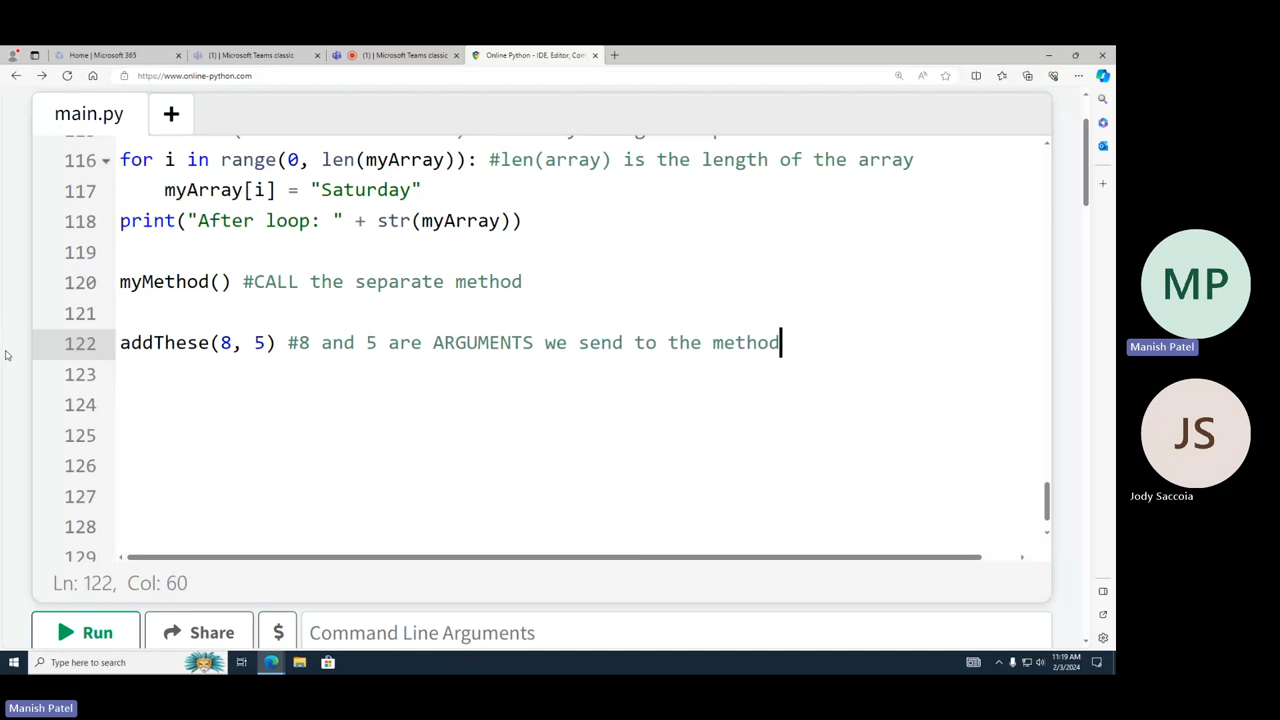 Home | Microsoft 365
(1) | Microsoft Teams classic
(1) | Microsoft Teams classic
Online Python - IDE, Editor, Com
https://www.online-python.com
main.py
116 for i in range(0, len(myArray)): #len(array) is the length of the array
117 myArray[i] = "Saturday"
118 print("After loop: " + str(myArray))
119
120 myMethod() #CALL the separate method
121
122 addThese(8, 5) #8 and 5 are ARGUMENTS we send to the method
123
124
125
126
127
128
129
Ln: 122, Col: 60
Run
Share
$
Command Line Arguments
Type here to search
11:19 AM
2/3/2024
MP
Manish Patel
JS
Jody Saccoia
Manish Patel